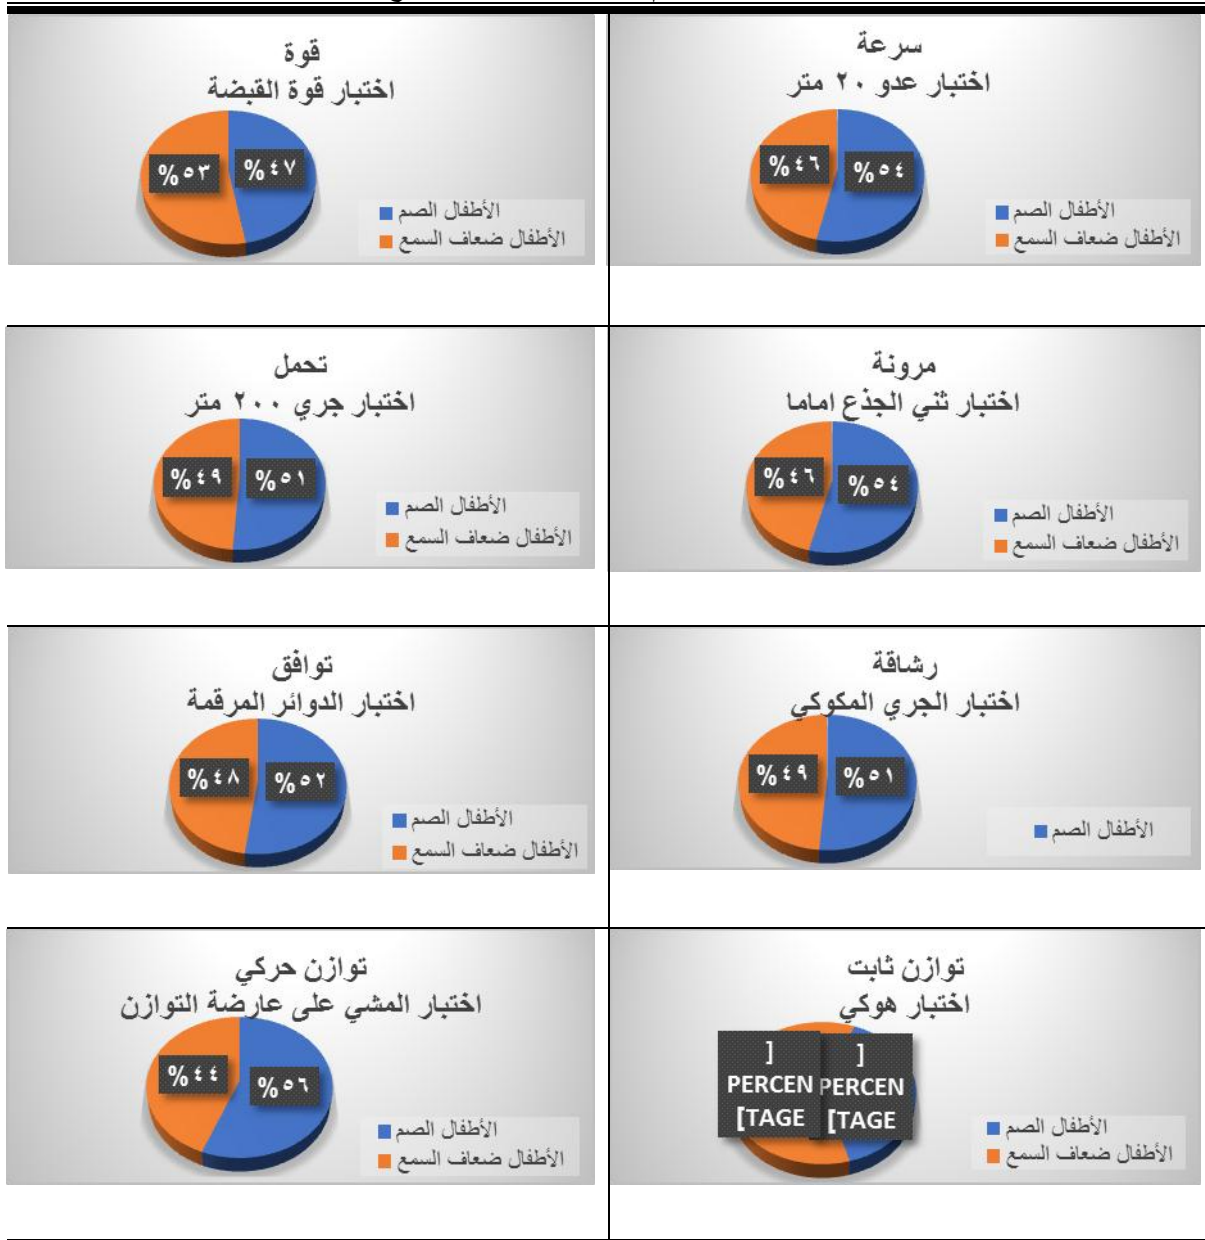 سرعة
اختبار عدو ٢٠ متر
%٥٤
%٤٦
الأطفال الصم
الأطفال ضعاف السمع
قوة
اختبار قوة القبضة
%٤٧
%٥٣
الأطفال الصم
الأطفال ضعاف السمع
مرونة
اختبار ثني الجذع اماما
%٥٤
%٤٦
الأطفال الصم
الأطفال ضعاف السمع
تحمل
اختبار جري ٢٠٠ متر
%٥١
%٤٩
الأطفال الصم
الأطفال ضعاف السمع
رشاقة
اختبار الجري المكوكي
%٥١
%٤٩
الأطفال الصم
توافق
اختبار الدوائر المرقمة
%٥٢
%٤٨
الأطفال الصم
الأطفال ضعاف السمع
توازن ثابت
اختبار هوكي
]
PERCEN
[TAGE
]
PERCEN
[TAGE
الأطفال الصم
الأطفال ضعاف السمع
توازن حركي
اختبار المشي على عارضة التوازن
%٥٦
%٤٤
الأطفال الصم
الأطفال ضعاف السمع